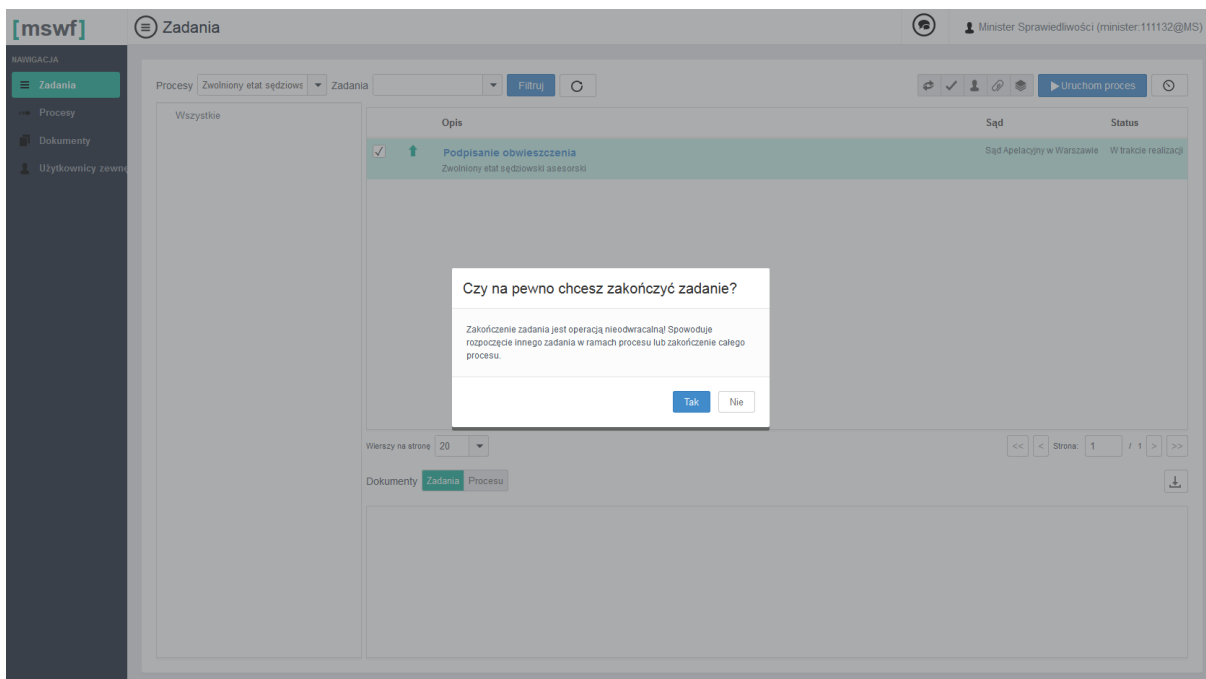 [mswf]
Zadania
Minister Sprawiedliwości (minister:111132@MS)
NAWIGACJA
Zadania
Procesy
Dokumenty
Użytkownicy zewnę
Procesy Zwolniony etat sędziows Zadania Filtruj Uruchom proces
Wszystkie
Opis Sąd Status
Podpisanie obwieszczenia Sąd Apelacyjny w Warszawie W trakcie realizacji
Zwolniony etat sędziowski asesorski
Czy na pewno chcesz zakończyć zadanie?
Zakończenie zadania jest operacją nieodwracalną! Spowoduje
rozpoczęcie innego zadania w ramach procesu lub zakończenie całego
procesu.
Tak Nie
Wierszy na stronę 20 << < Strona: 1 / 1 > >>
Dokumenty Zadania Procesu